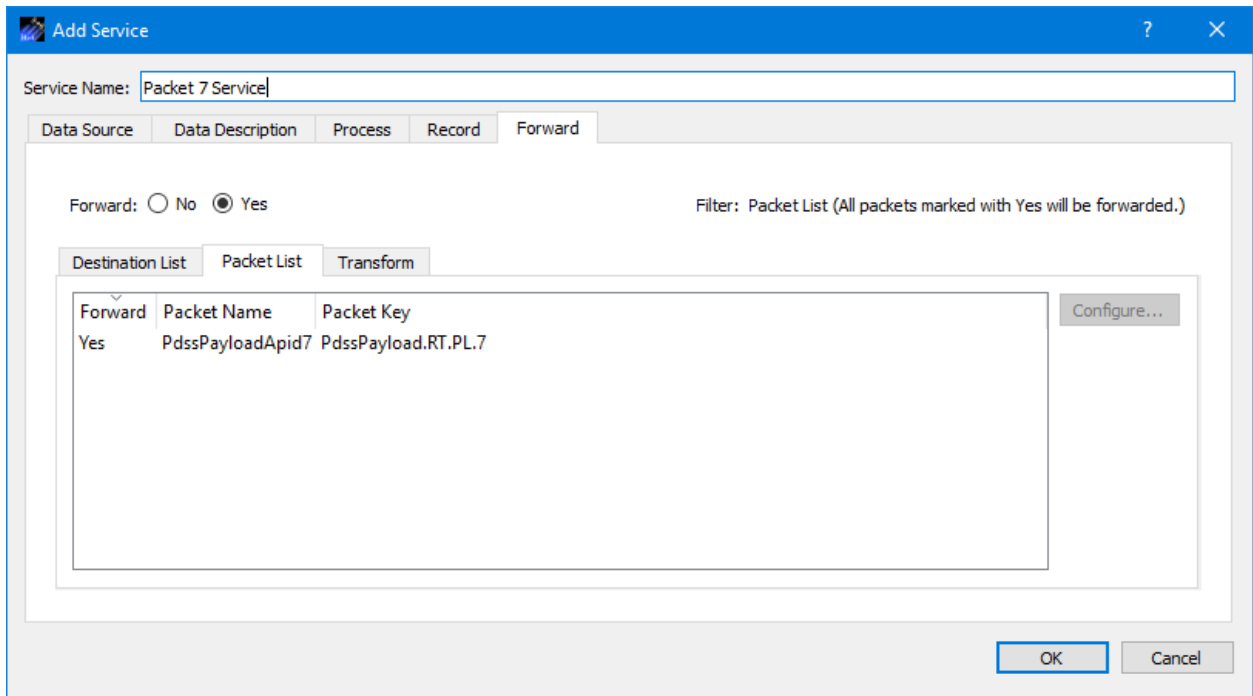 Add Service
?
Service Name: Packet 7 Service
Data Source Data Description Process Record Forward
Forward: No Yes Filter: Packet List (All packets marked with Yes will be forwarded.)
Destination List Packet List Transform
Forward Packet Name Packet Key Configure...
Yes PdssPayloadApid7 PdssPayload.RT.PL.7
OK Cancel